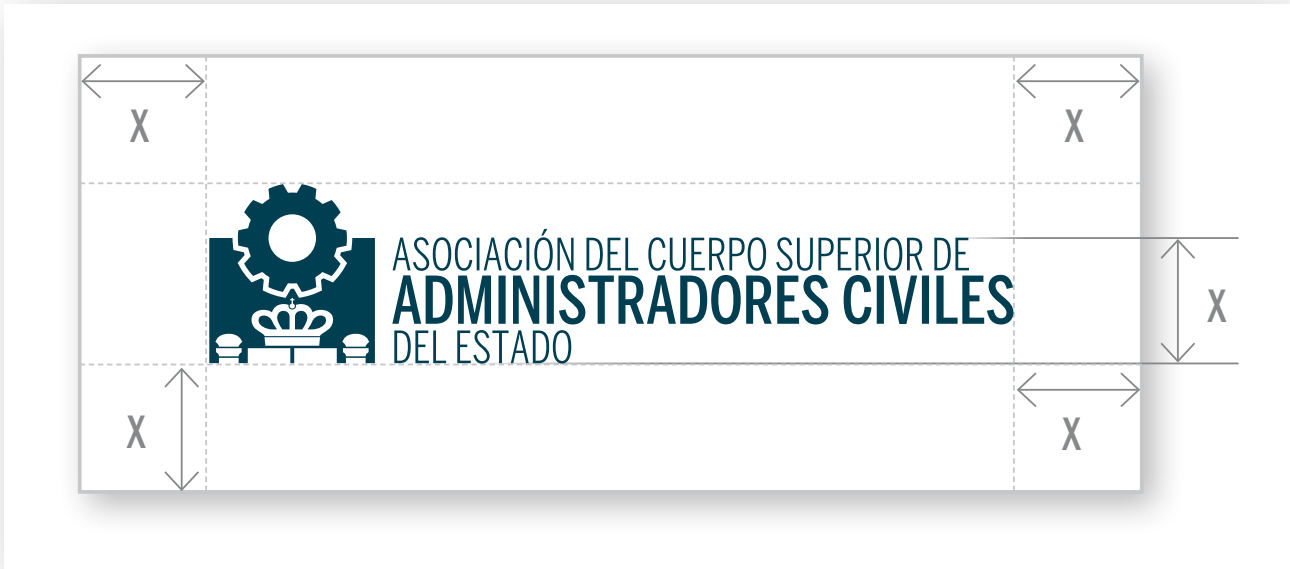 X
X
ASOCIACIÓN DEL CUERPO SUPERIOR DE
ADMINISTRADORES CIVILES
DEL ESTADO
X
X
X